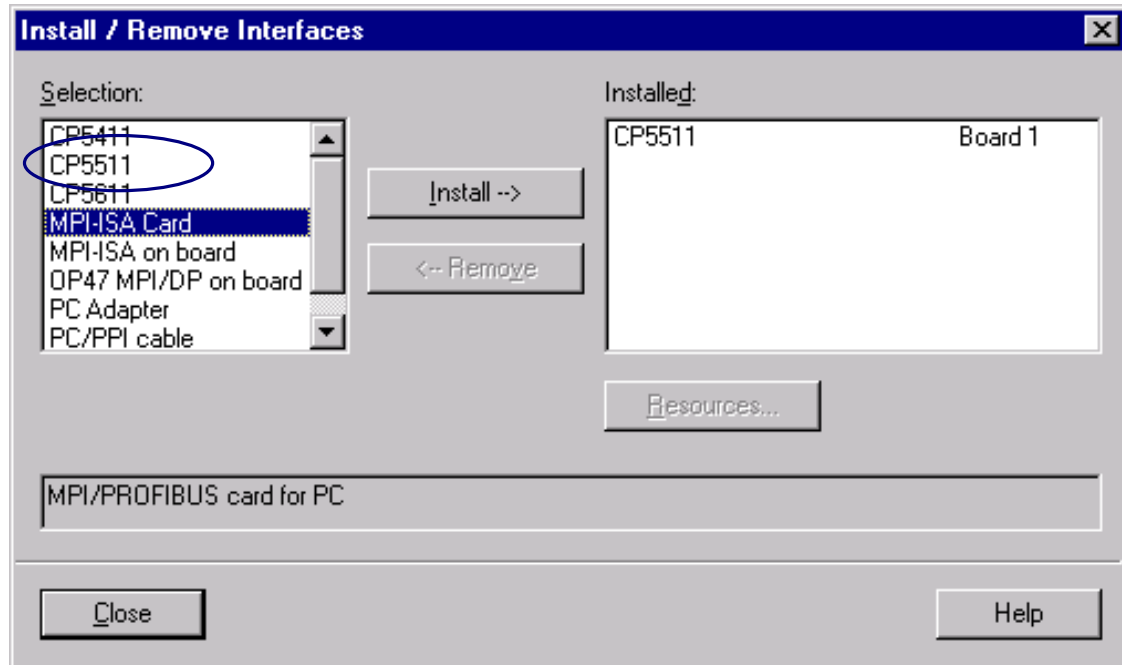 Install / Remove Interfaces
Selection:
Installed:
CP5411
CP5511
CP5611
MPI-ISA Card
MPI-ISA on board
OP47 MPI/DP on board
PC Adapter
PC/PPI cable
Install -->
<-- Remove
CP5511 Board 1
Resources...
MPI/PROFIBUS card for PC
Close
Help